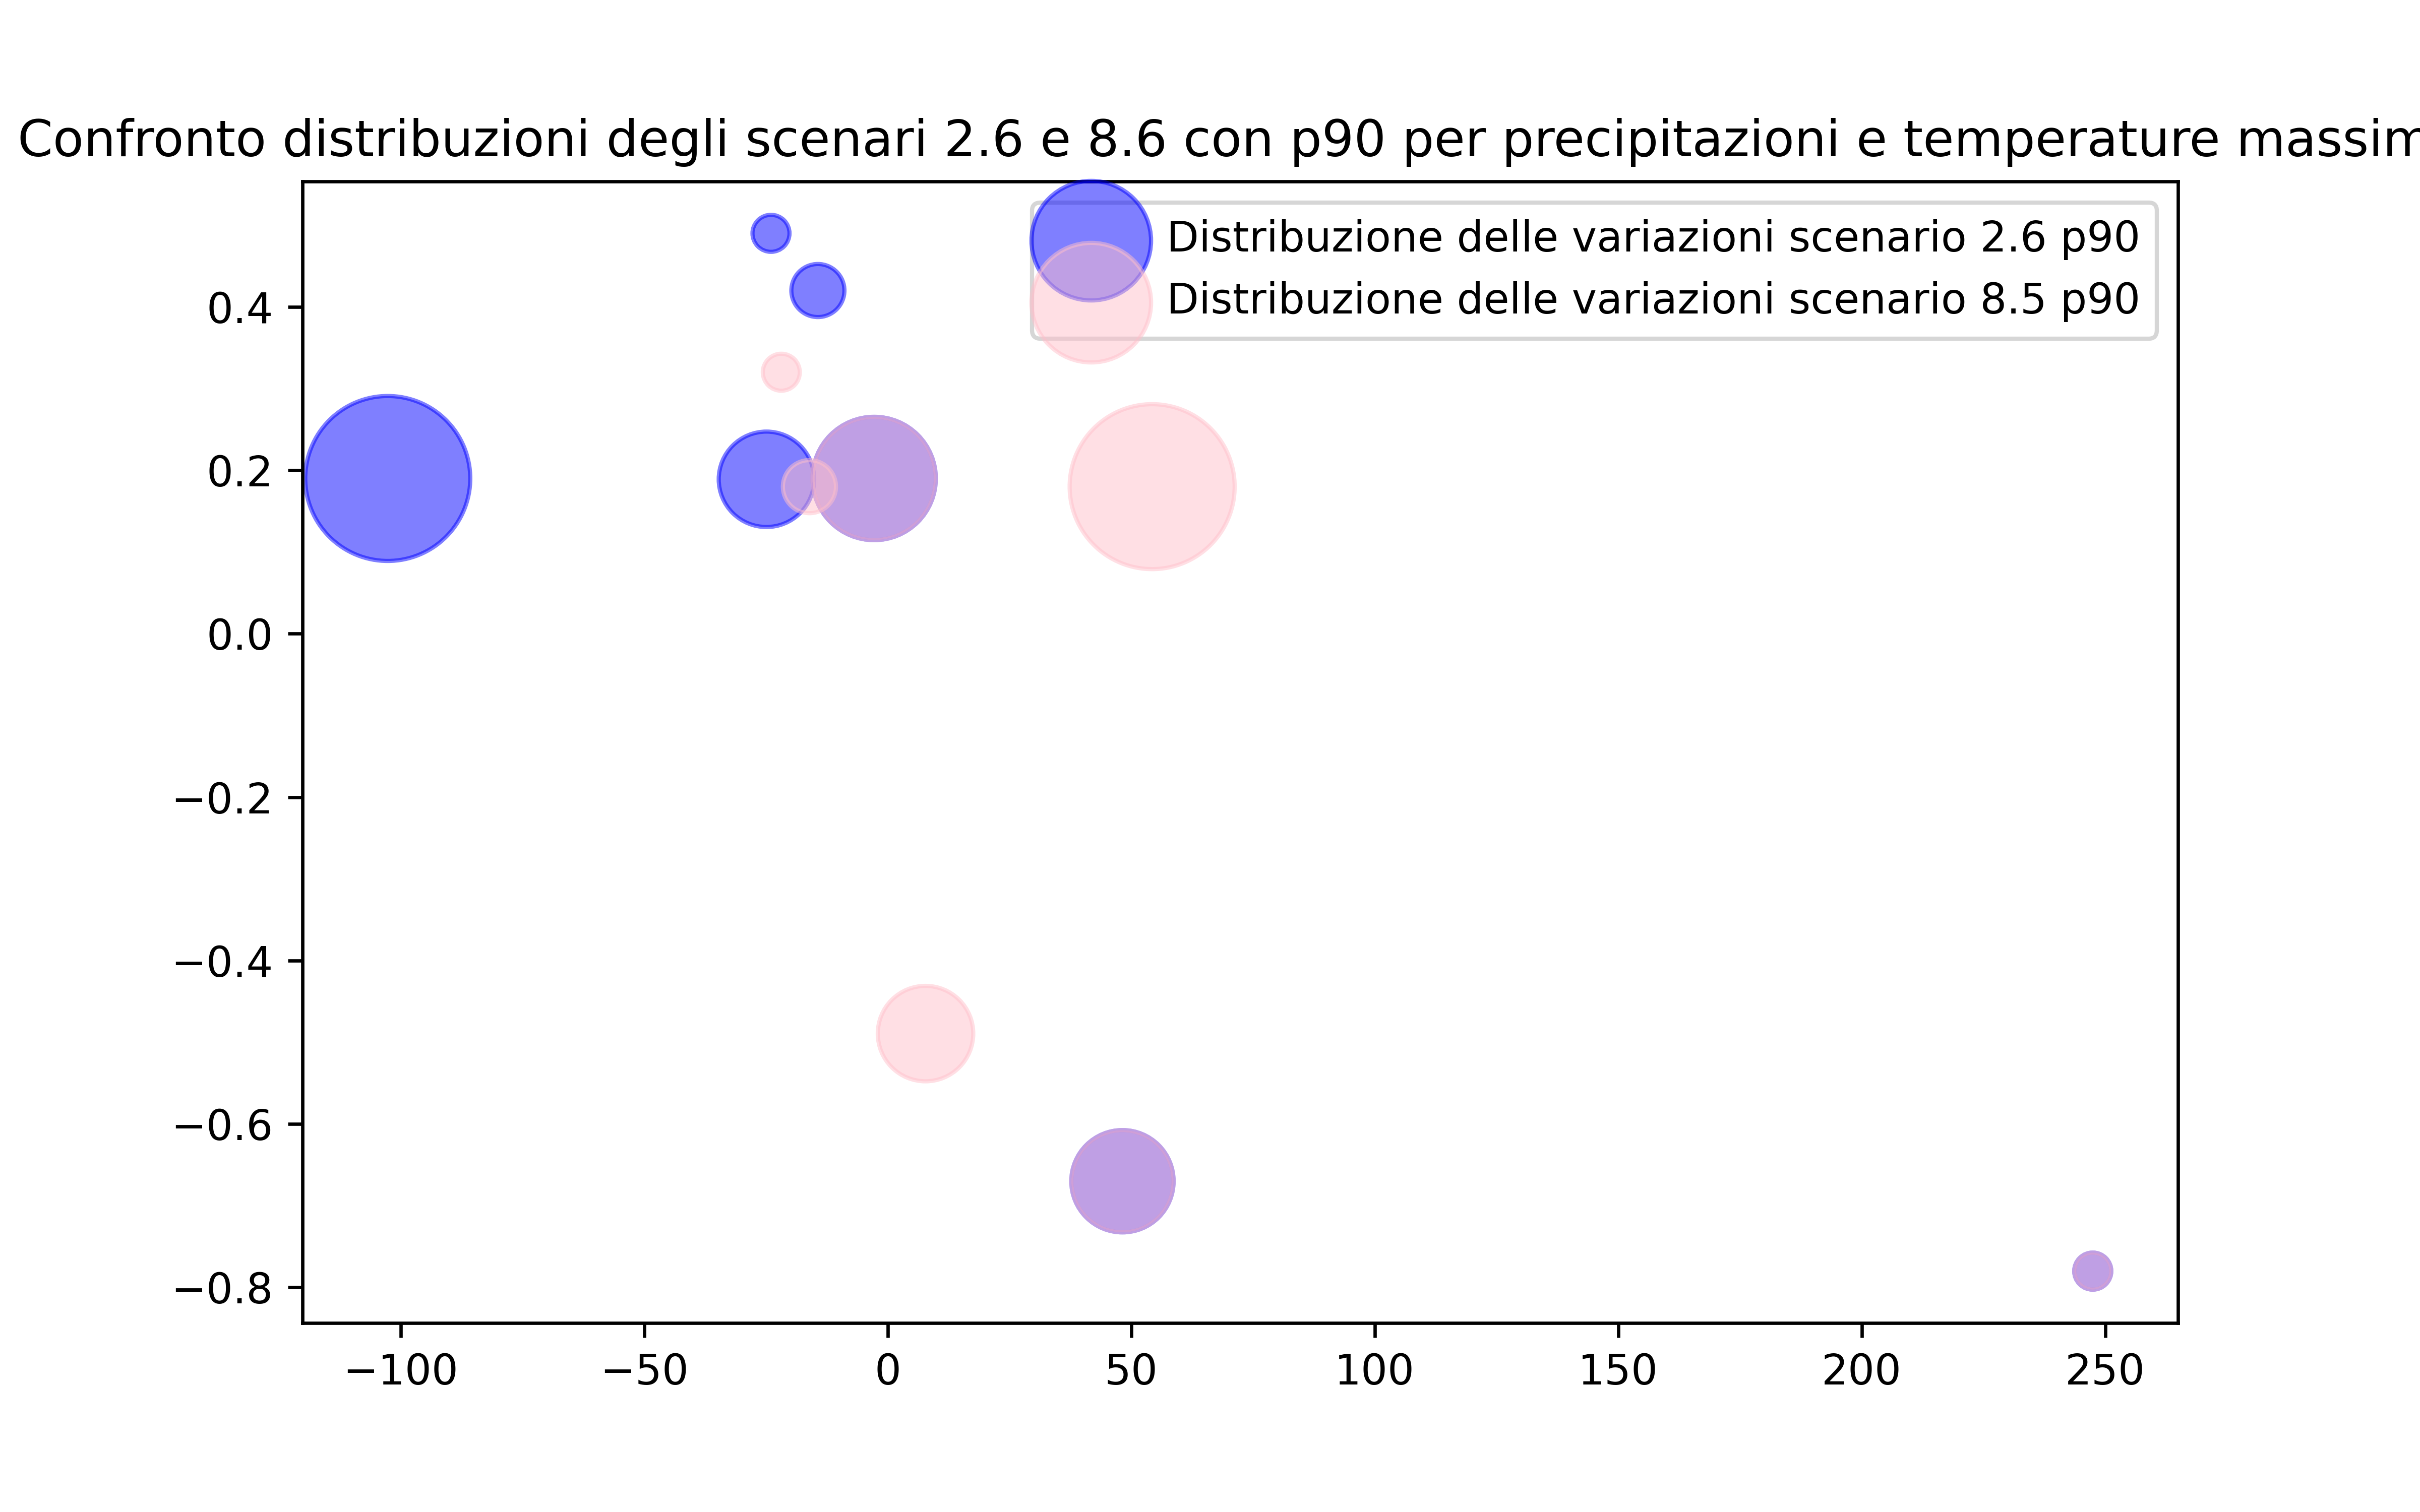 Confronto distribuzioni degli scenari 2.6 e 8.6 con p90 per precipitazioni e temperature
Distribuzione delle variazioni scenario 2.6 p90
Distribuzione delle variazioni scenario 8.5 p90
0.4
0.2
0.0
−0.2
−0.4
−0.6
−0.8
−100 −50 0 50 100 150 200 250